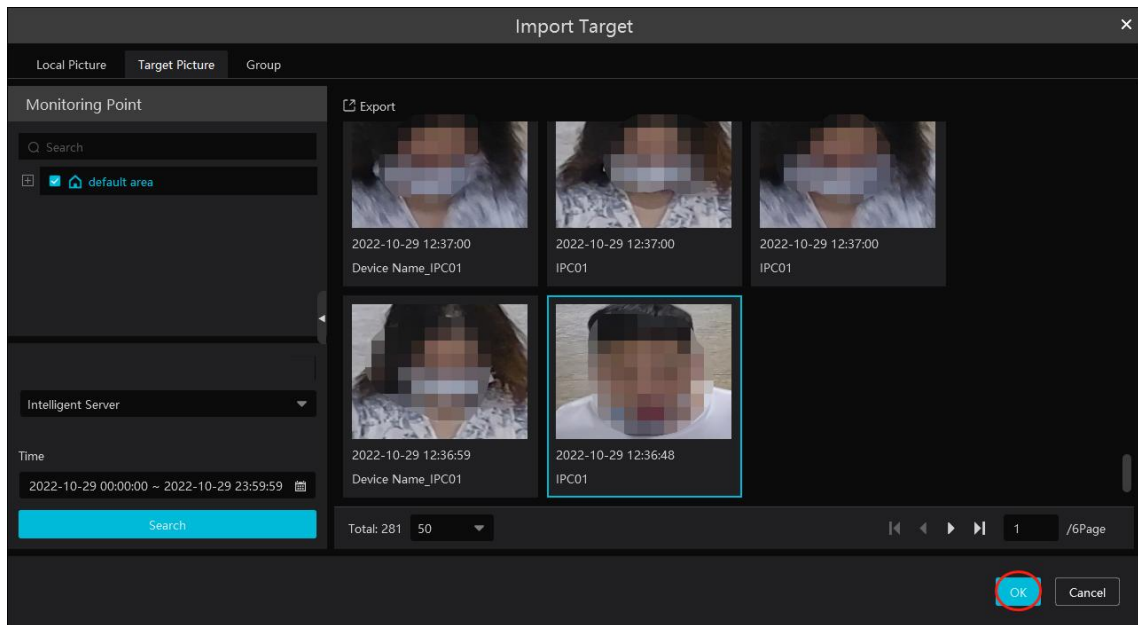 Import Target
Local Picture Target Picture Group
Monitoring Point
Search
default area
Intelligent Server
Time
2022-10-29 00:00:00 ~ 2022-10-29 23:59:59
Search
Export
2022-10-29 12:37:00
Device Name_IPC01
2022-10-29 12:37:00
IPC01
2022-10-29 12:37:00
IPC01
2022-10-29 12:36:59
Device Name_IPC01
2022-10-29 12:36:48
IPC01
Total: 281 50
1 /6Page
OK Cancel